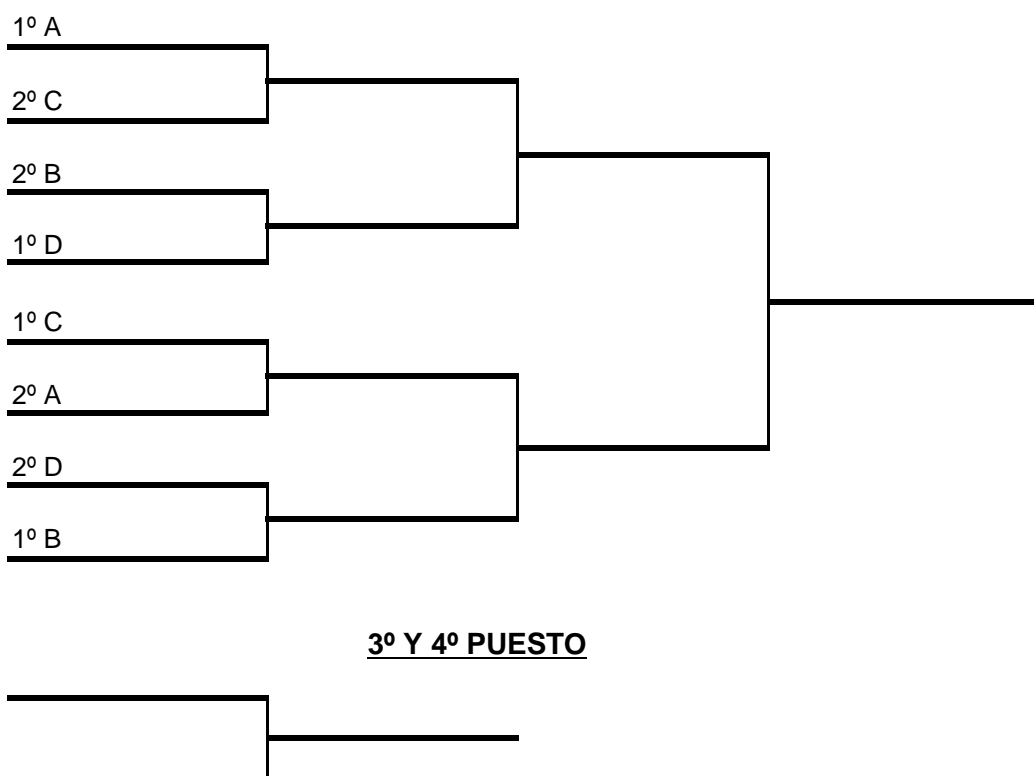 1º A
2º C
2º B
1º D
1º C
2º A
2º D
1º B
3º Y 4º PUESTO